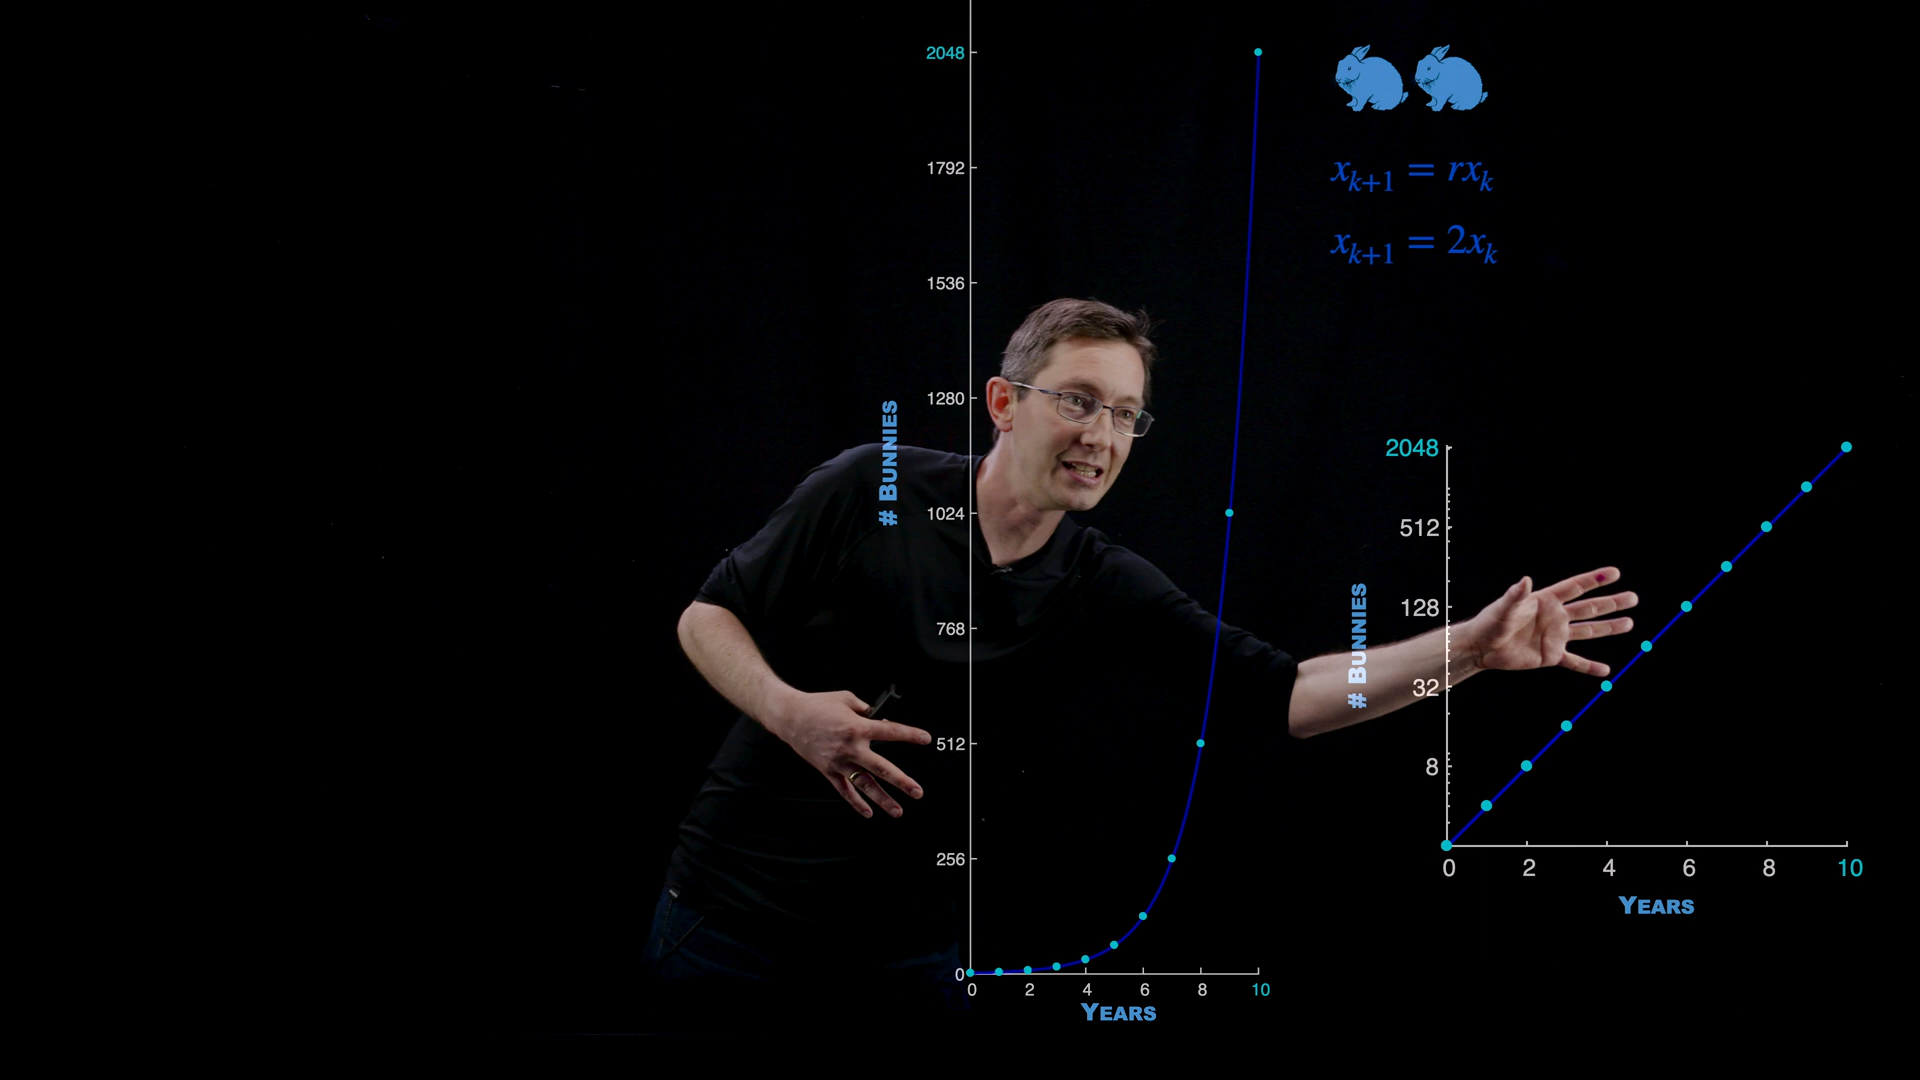 2048
1792
1536
1280
1024
768
512
256
0
# BUNNIES
0 2 4 6 8 10
YEARS
x_{k+1} = rx_k
x_{k+1} = 2x_k
2048
512
128
32
8
# BUNNIES
0 2 4 6 8 10
YEARS